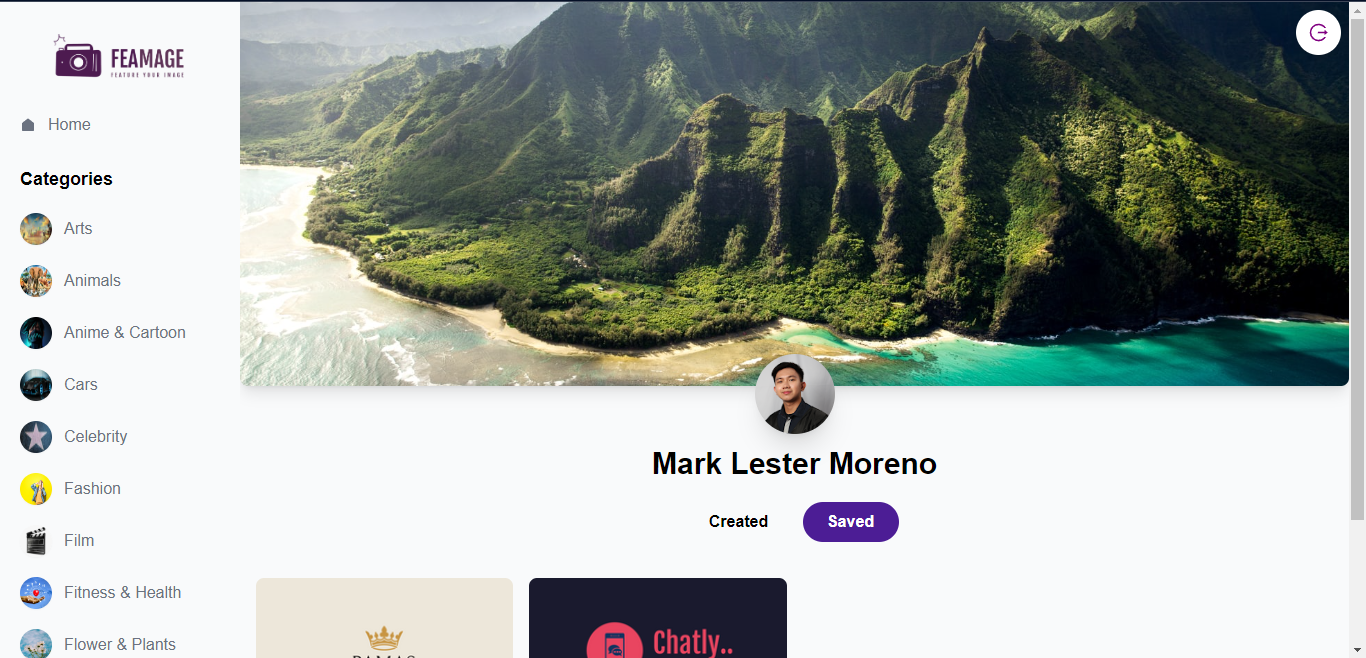 FEAMAGE
FEATURE YOUR IMAGE
Home
Categories
Arts
Animals
Anime & Cartoon
Cars
Celebrity
Fashion
Film
Fitness & Health
Flower & Plants
Mark Lester Moreno
Created
Saved
Chatly..